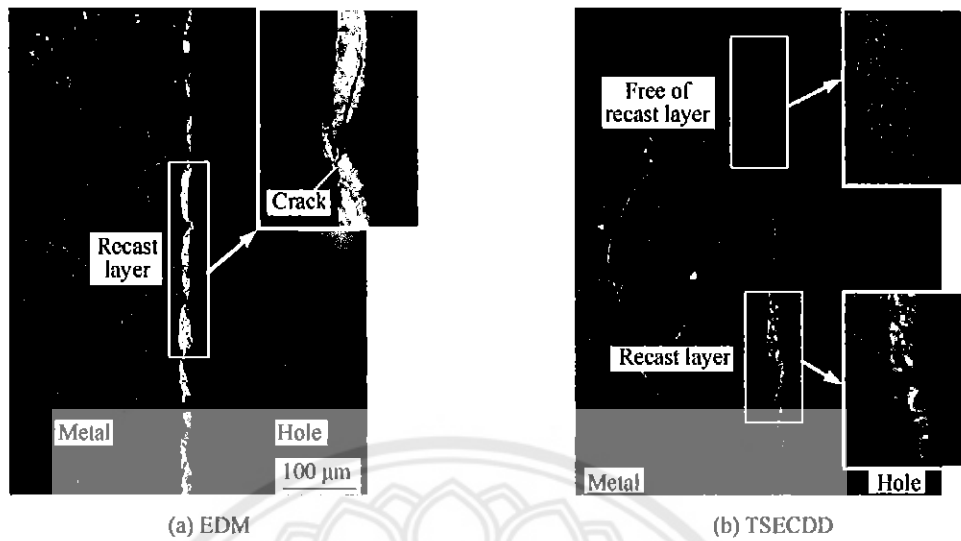 Crack
Recast
layer
Metal
Hole
100 μm
(a) EDM
Free of
recast layer
Recast layer
Metal
Hole
(b) TSECDD